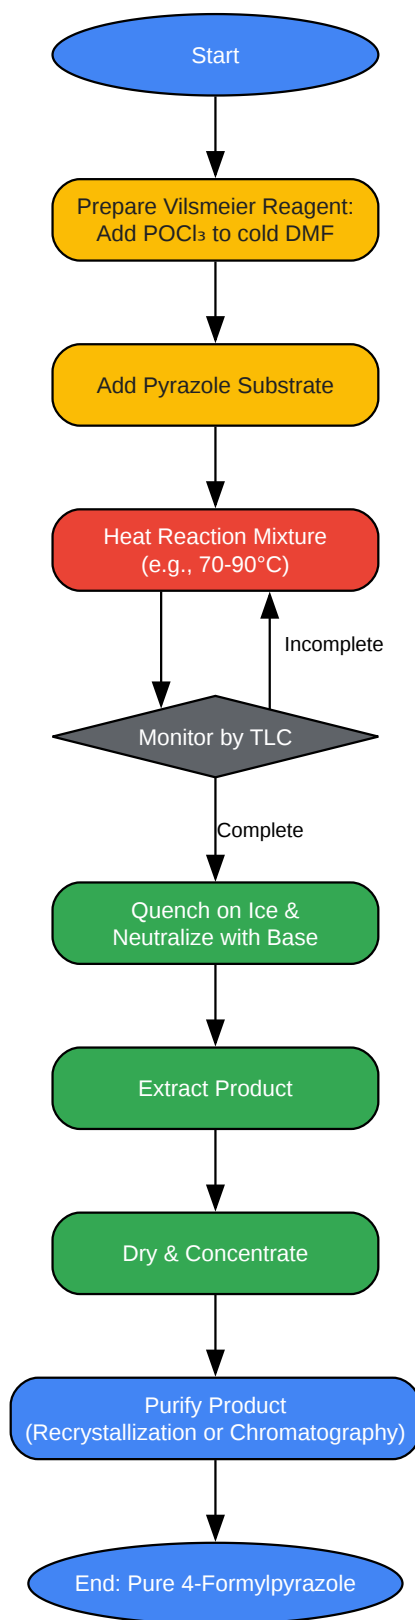 Start
Prepare Vilsmeier Reagent:
Add POCl₃ to cold DMF
Add Pyrazole Substrate
Heat Reaction Mixture
(e.g., 70-90°C)
Incomplete
Monitor by TLC
Complete
Quench on Ice &
Neutralize with Base
Extract Product
Dry & Concentrate
Purify Product
(Recrystallization or Chromatography)
End: Pure 4-Formylpyrazole